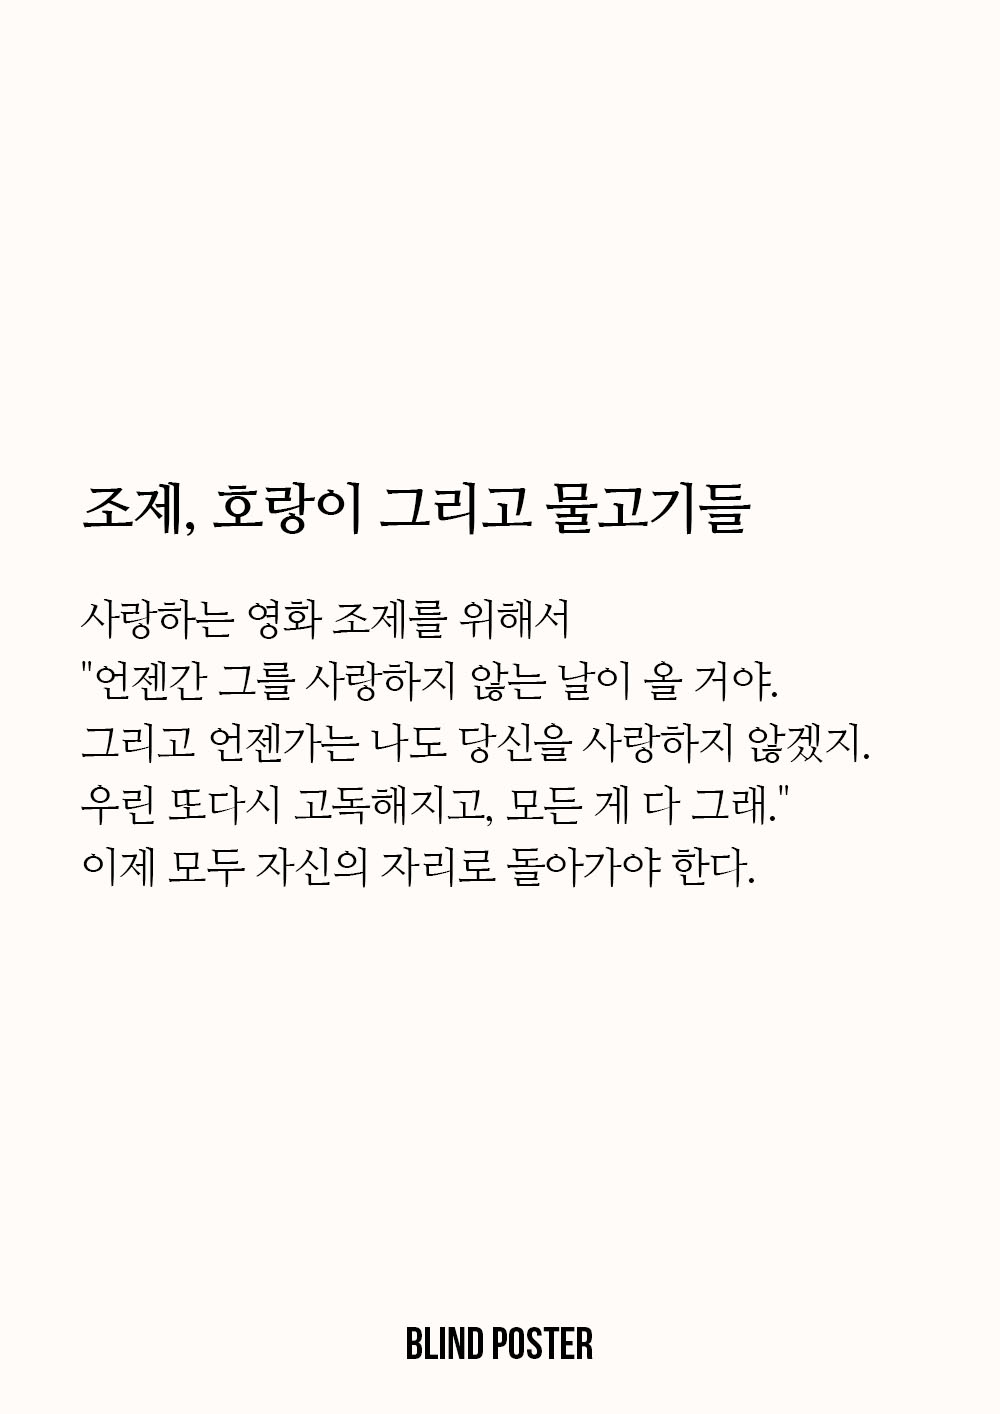 조제, 호랑이 그리고 물고기들
사랑하는 영화 조제를 위해서
"언젠간 그를 사랑하지 않는 날이 올 거야.
그리고 언젠가는 나도 당신을 사랑하지 않겠지.
우린 또다시 고독해지고, 모든 게 다 그래."
이제 모두 자신의 자리로 돌아가야 한다.
BLIND POSTER